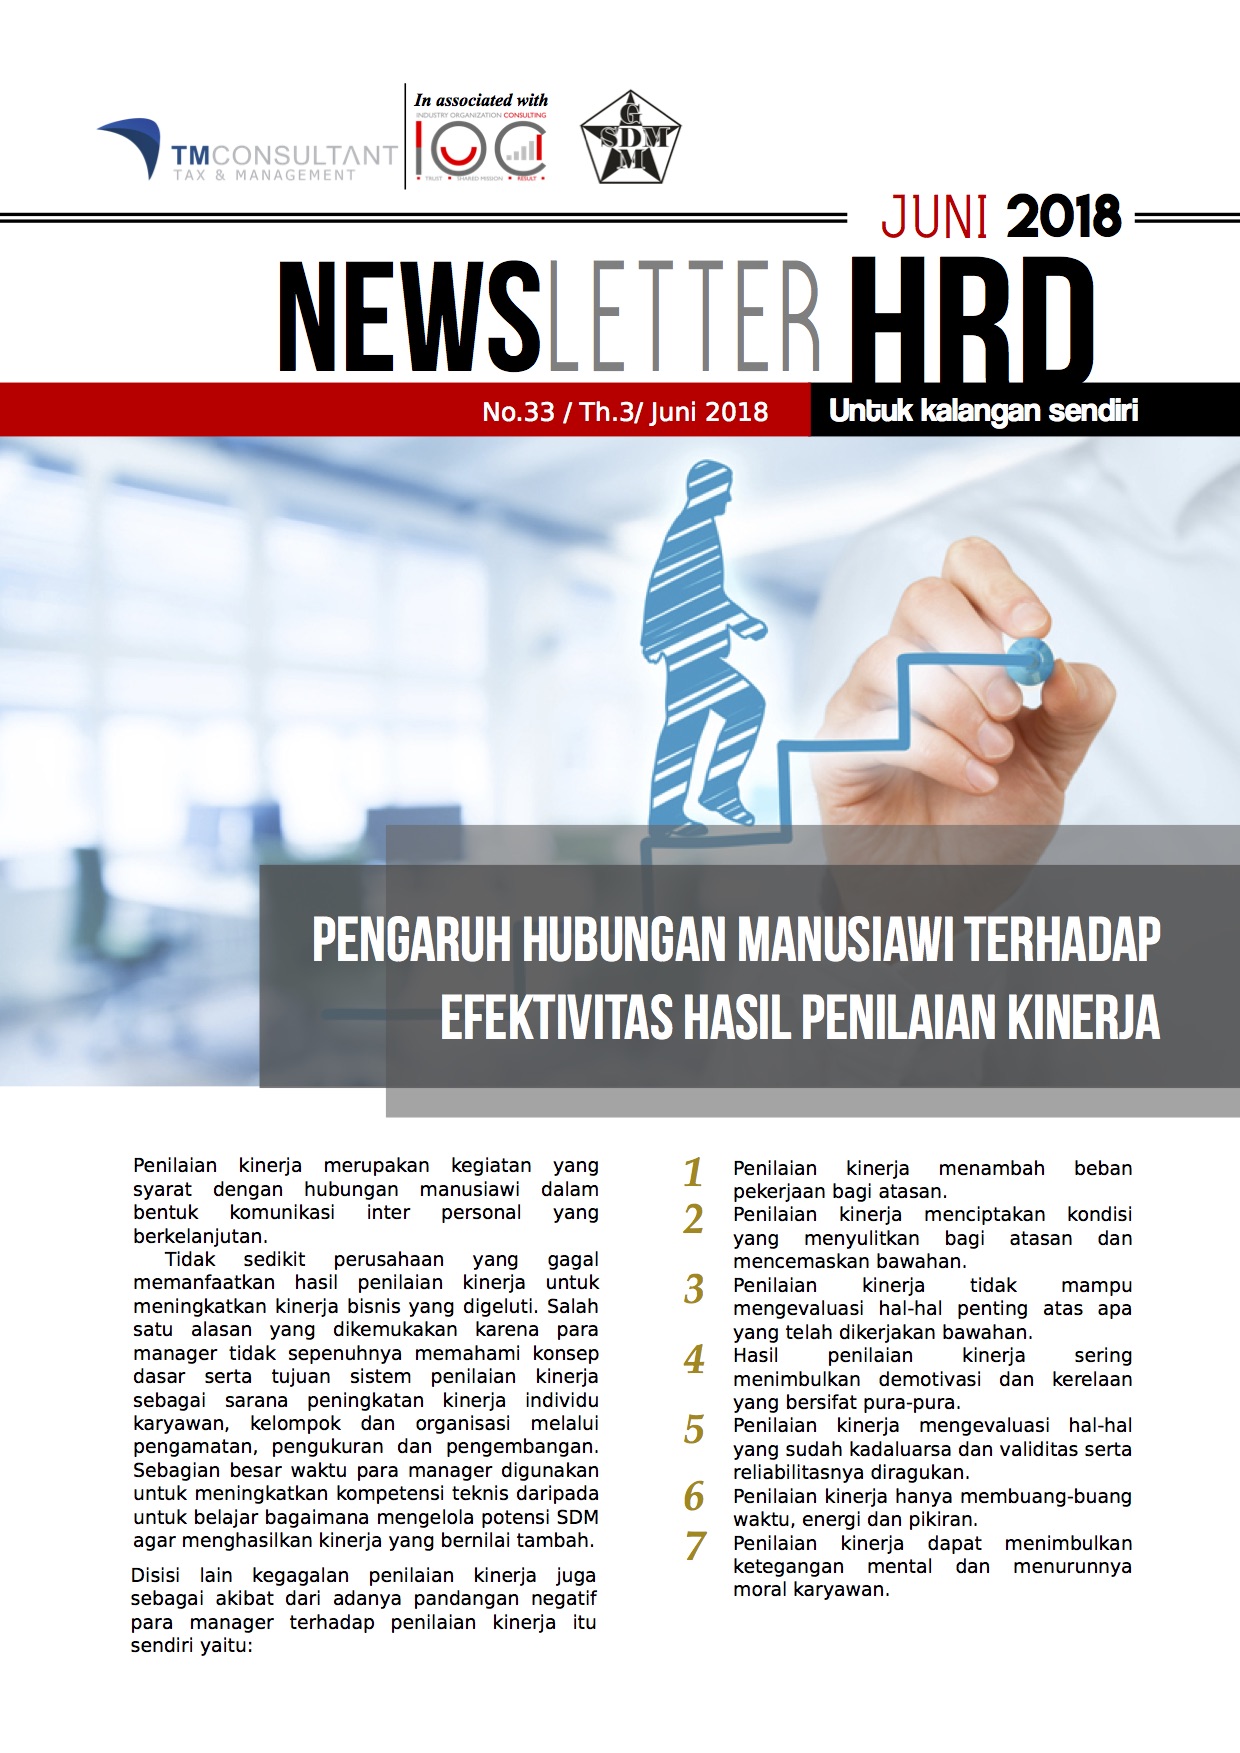 In associated with
INDUSTRY ORGANIZATION CONSULTING
IOC
TRUST • SHARED MISSION • RESULT
G
SDM
M
TMCONSULTANT
TAX & MANAGEMENT
JUNI 2018
NEWSLETTER HRD
No.33 / Th.3/ Juni 2018
Untuk kalangan sendiri
PENGARUH HUBUNGAN MANUSIAWI TERHADAP
EFEKTIVITAS HASIL PENILAIAN KINERJA
Penilaian kinerja merupakan kegiatan yang
syarat dengan hubungan manusiawi dalam
bentuk komunikasi inter personal yang
berkelanjutan.
Tidak sedikit perusahaan yang gagal
memanfaatkan hasil penilaian kinerja untuk
meningkatkan kinerja bisnis yang digeluti. Salah
satu alasan yang dikemukakan karena para
manager tidak sepenuhnya memahami konsep
dasar serta tujuan sistem penilaian kinerja
sebagai sarana peningkatan kinerja individu
karyawan, kelompok dan organisasi melalui
pengamatan, pengukuran dan pengembangan.
Sebagian besar waktu para manager digunakan
untuk meningkatkan kompetensi teknis daripada
untuk belajar bagaimana mengelola potensi SDM
agar menghasilkan kinerja yang bernilai tambah.
Disisi lain kegagalan penilaian kinerja juga
sebagai akibat dari adanya pandangan negatif
para manager terhadap penilaian kinerja itu
sendiri yaitu:
1 Penilaian kinerja menambah beban
pekerjaan bagi atasan.
2 Penilaian kinerja menciptakan kondisi
yang menyulitkan bagi atasan dan
mencemaskan bawahan.
3 Penilaian kinerja tidak mampu
mengevaluasi hal-hal penting atas apa
yang telah dikerjakan bawahan.
4 Hasil penilaian kinerja sering
menimbulkan demotivasi dan kerelaan
yang bersifat pura-pura.
5 Penilaian kinerja mengevaluasi hal-hal
yang sudah kadaluarsa dan validitas serta
reliabilitasnya diragukan.
6 Penilaian kinerja hanya membuang-buang
waktu, energi dan pikiran.
7 Penilaian kinerja dapat menimbulkan
ketegangan mental dan menurunnya
moral karyawan.